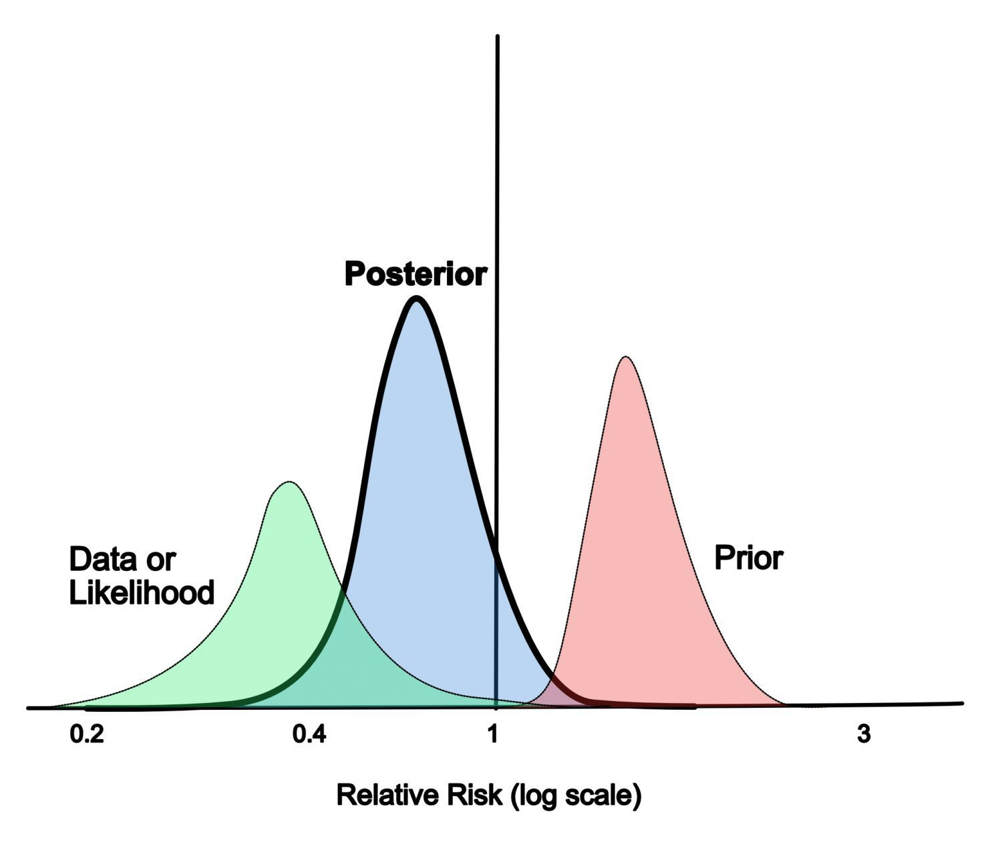 Posterior
Data or
Likelihood
Prior
0.2 0.4 1 3
Relative Risk (log scale)